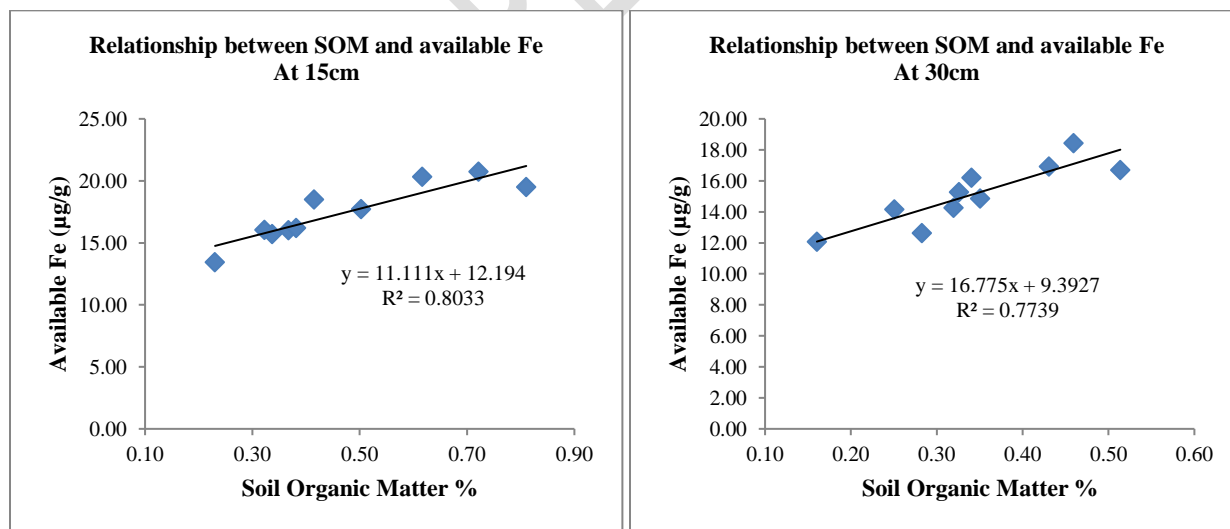 Relationship between SOM and available Fe
At 15cm
25.00
20.00
15.00
10.00
5.00
0.00
Available Fe (µg/g)
y = 11.111x + 12.194
R² = 0.8033
0.10
0.30
0.50
0.70
0.90
Soil Organic Matter %
Relationship between SOM and available Fe
At 30cm
20.00
18.00
16.00
14.00
12.00
10.00
8.00
6.00
4.00
2.00
0.00
Available Fe (µg/g)
y = 16.775x + 9.3927
R² = 0.7739
0.10
0.20
0.30
0.40
0.50
0.60
Soil Organic Matter %